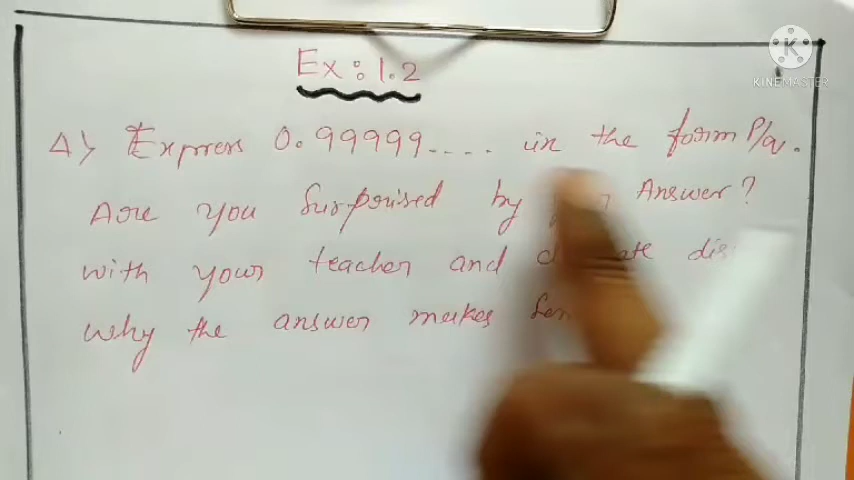 KINEMASTER
Ex: 1.2
4) Express 0.99999.... in the form P/q.
Are you Surprised by Answer?
with your teacher and
why the answer makes